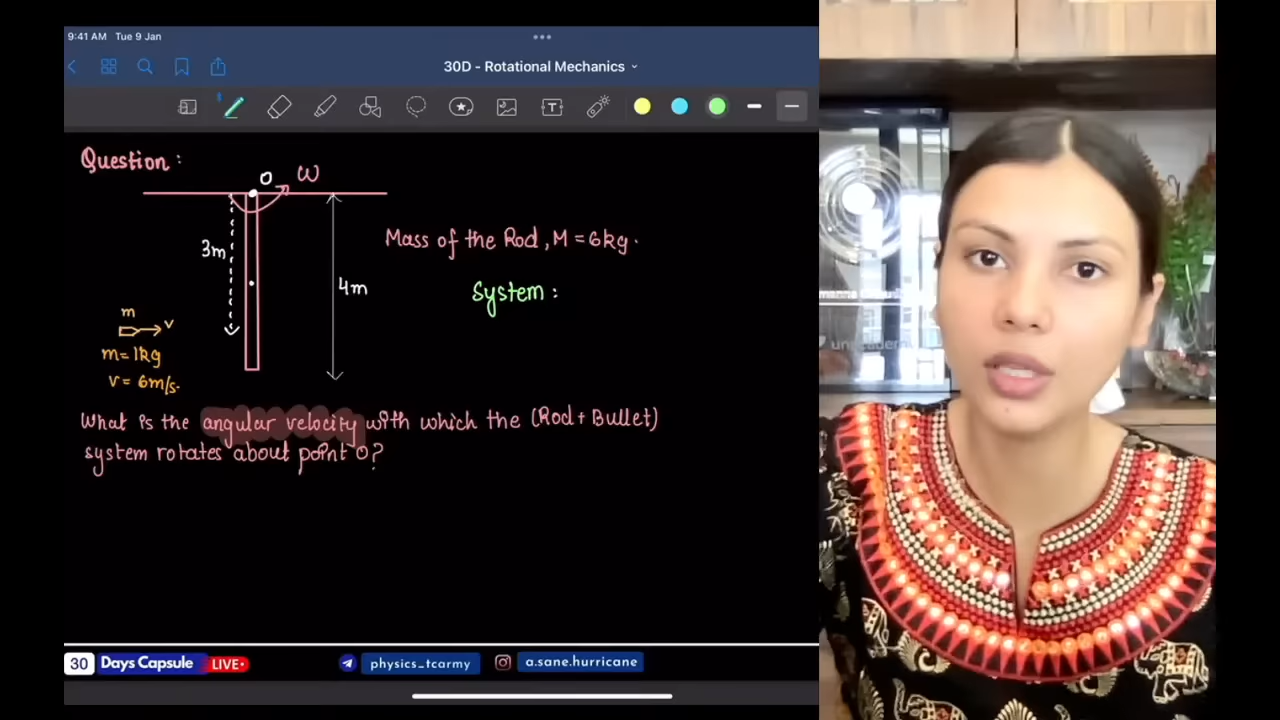 9:41 AM Tue 9 Jan
30D - Rotational Mechanics
Question :
O ω
3m
Mass of the Rod, M = 6kg.
System :
4m
m
v
m = 1kg
v = 6m/s.
What is the angular velocity with which the (Rod + Bullet)
system rotates about point O?
30 Days Capsule LIVE
physics_tcarmy
a.sane.hurricane